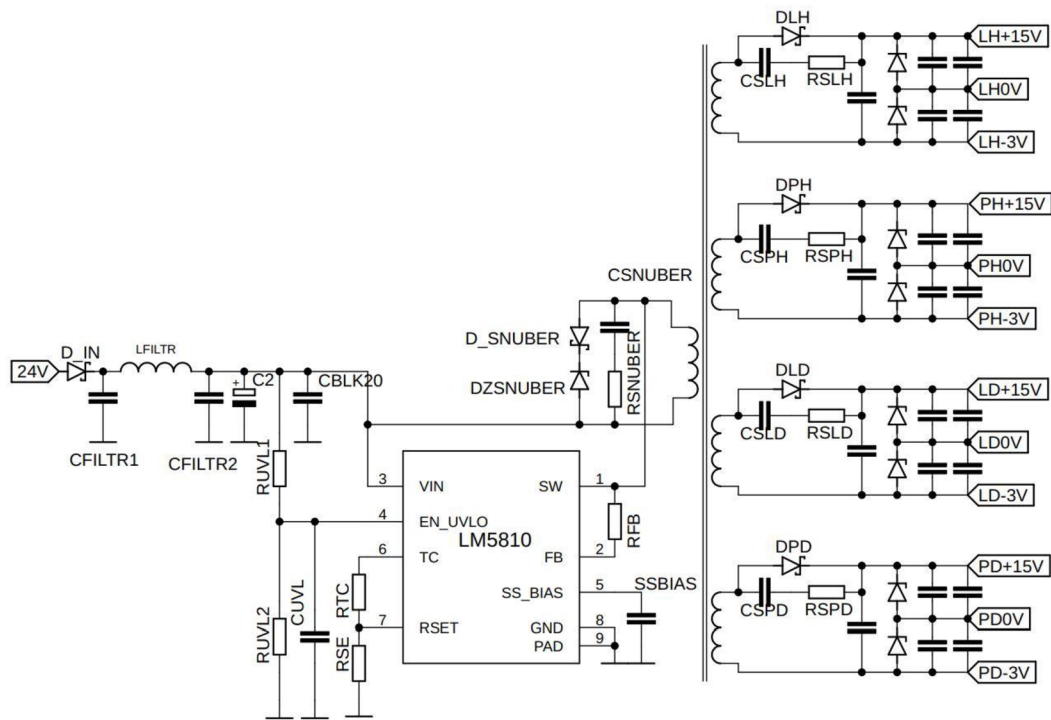 DLH
LH+15V
CSLH
RSLH
LH0V
LH-3V
DPH
PH+15V
CSPH
RSPH
PH0V
PH-3V
CSNUBER
D_SNUBER
DZSNUBER
RSNUBER
24V
D_IN
LFILTR
+
C2
CBLK20
CFILTR1
CFILTR2
RUVL1
DLD
LD+15V
CSLD
RSLD
LD0V
LD-3V
3
VIN
SW
1
4
EN_UVLO
LM5810
RFB
6
TC
FB
2
SS_BIAS
5
SSBIAS
RTC
7
RSET
GND
8
PAD
9
RUVL2
CUVL
RSE
DPD
PD+15V
CSPD
RSPD
PD0V
PD-3V